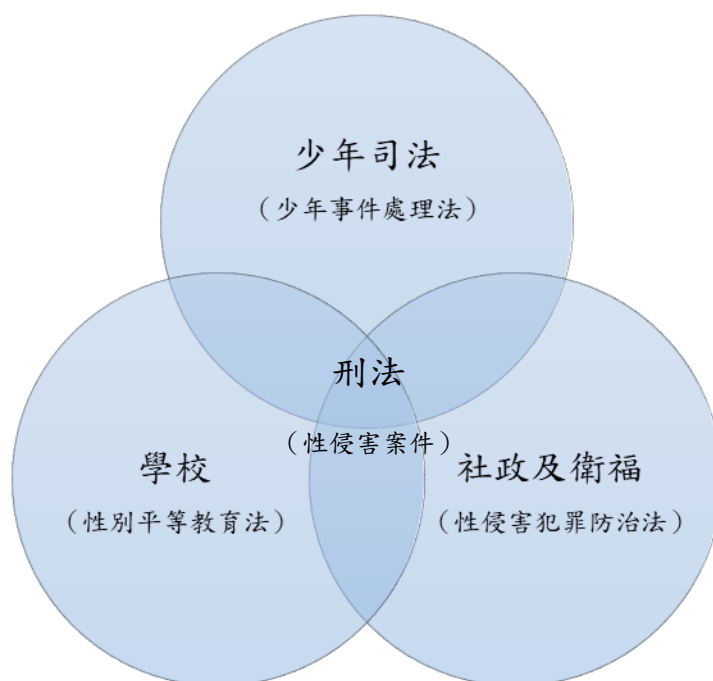 少年司法
（少年事件處理法）
刑法
（性侵害案件）
學校
（性別平等教育法）
社政及衛福
（性侵害犯罪防治法）